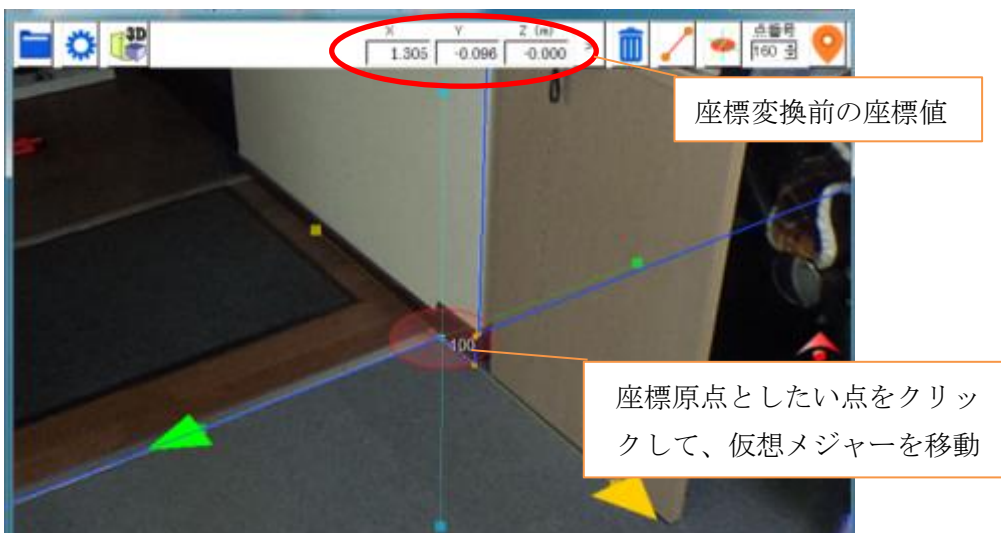 3D
X Y Z (m)
1.305 -0.096 -0.000
点番号
160
座標変換前の座標値
100
座標原点としたい点をクリッ
クして、仮想メジャーを移動